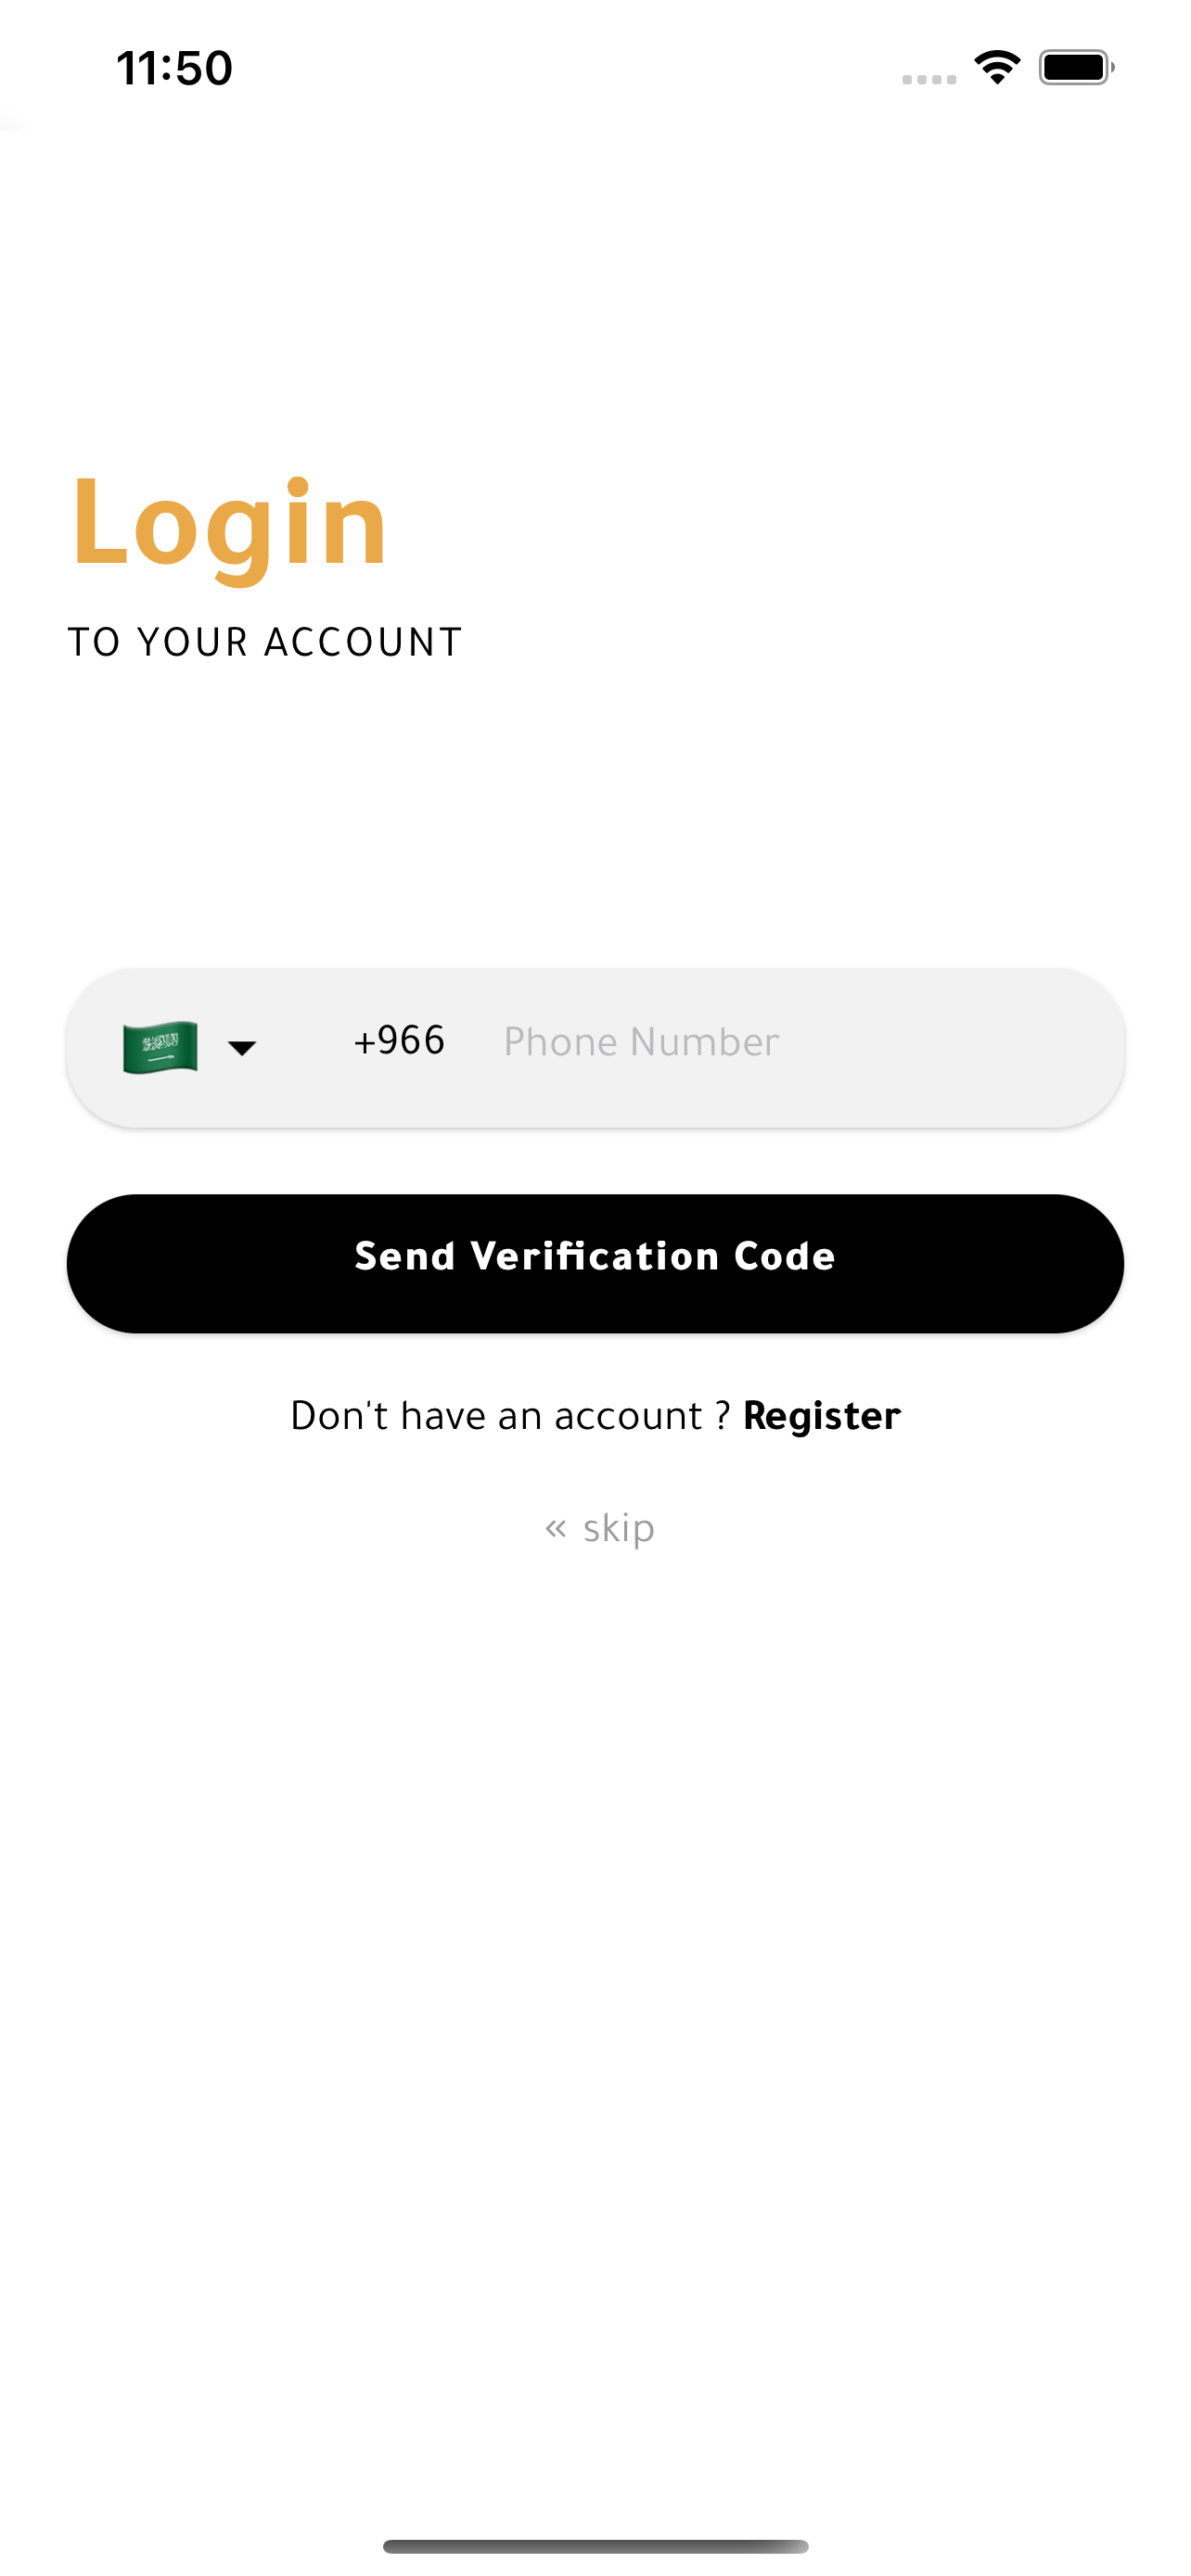 11:50
Login
TO YOUR ACCOUNT
+966 Phone Number
Send Verification Code
Don't have an account ? Register
« skip